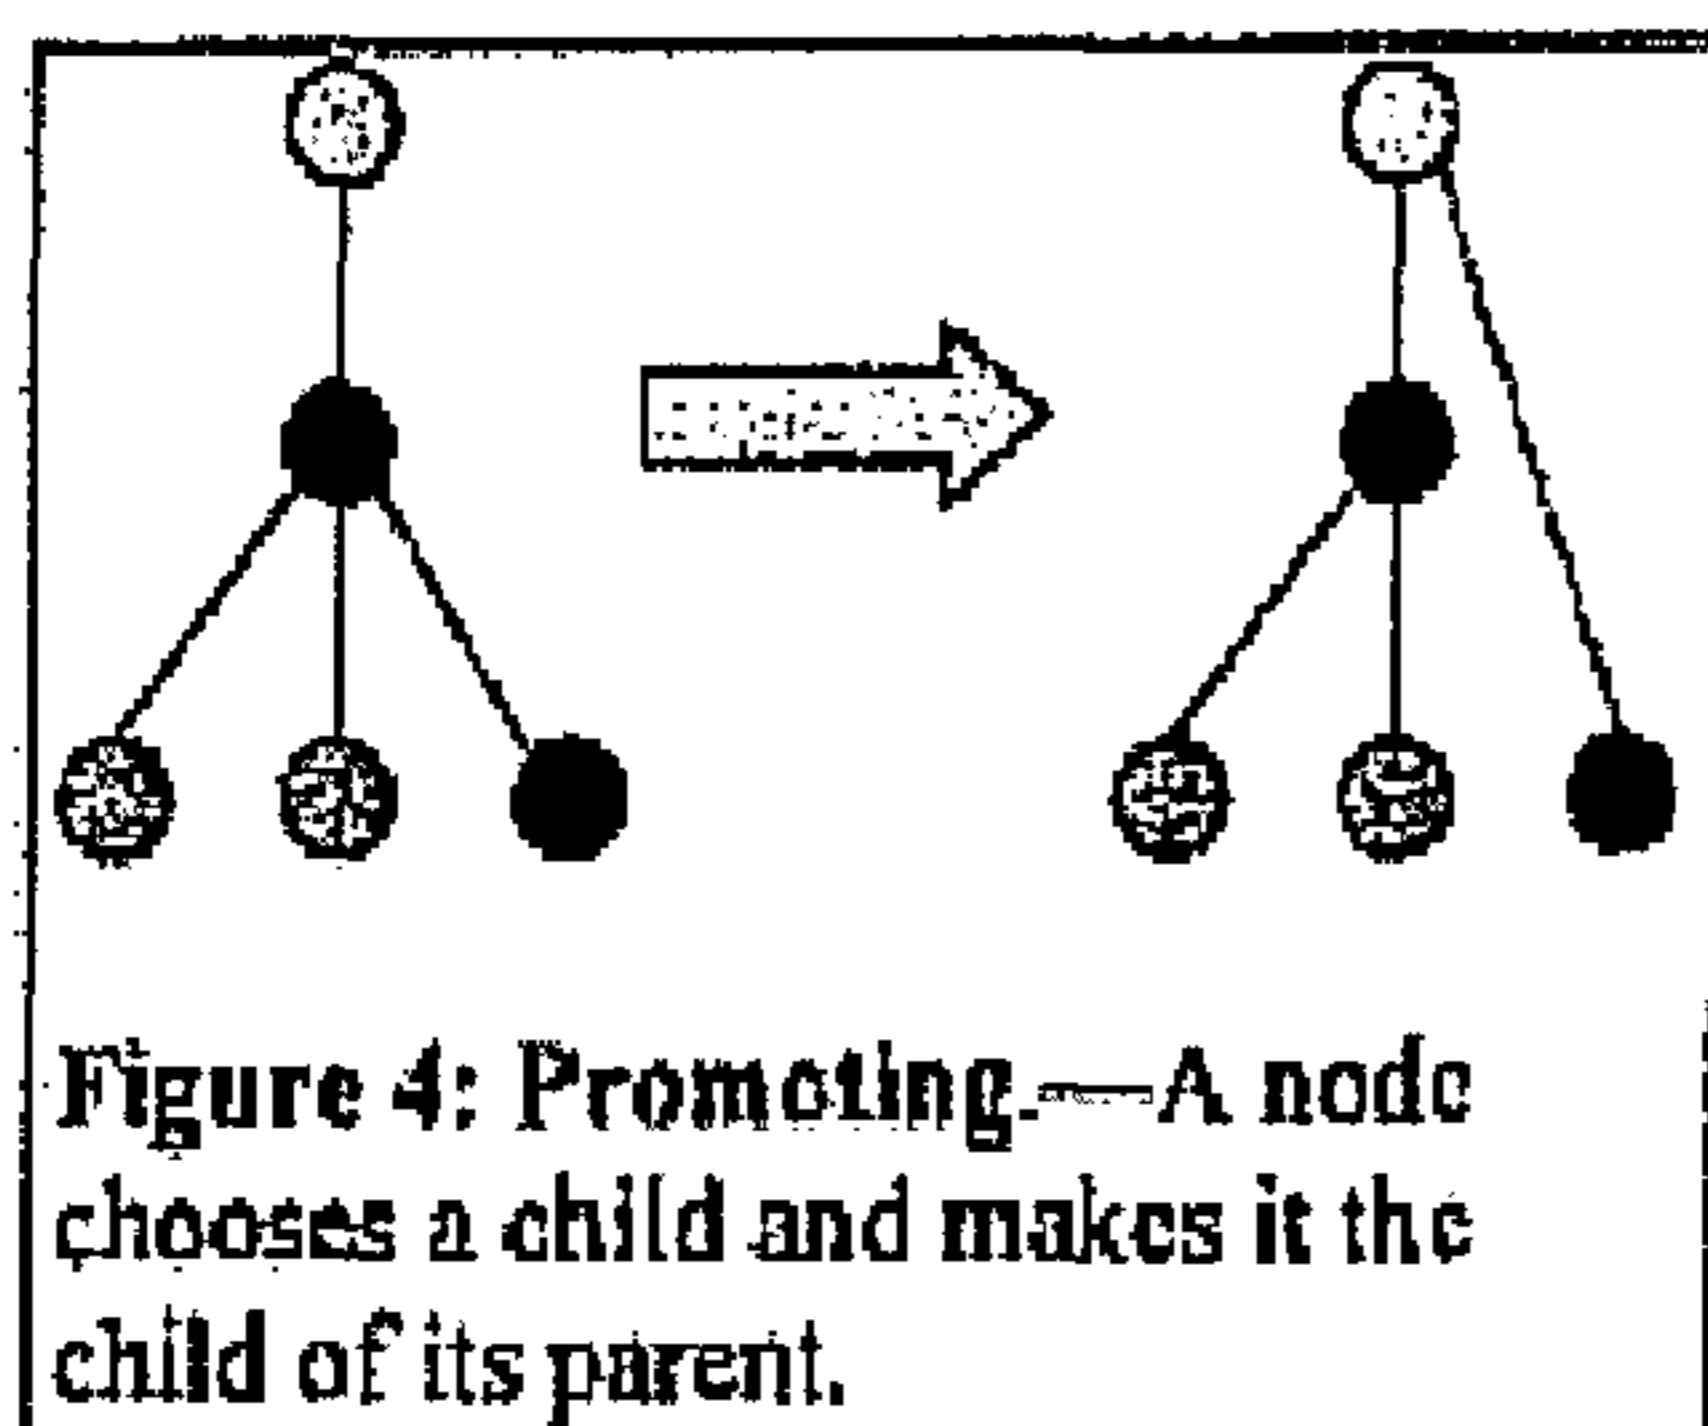 Figure 4: Promoting.—A node
chooses a child and makes it the
child of its parent.